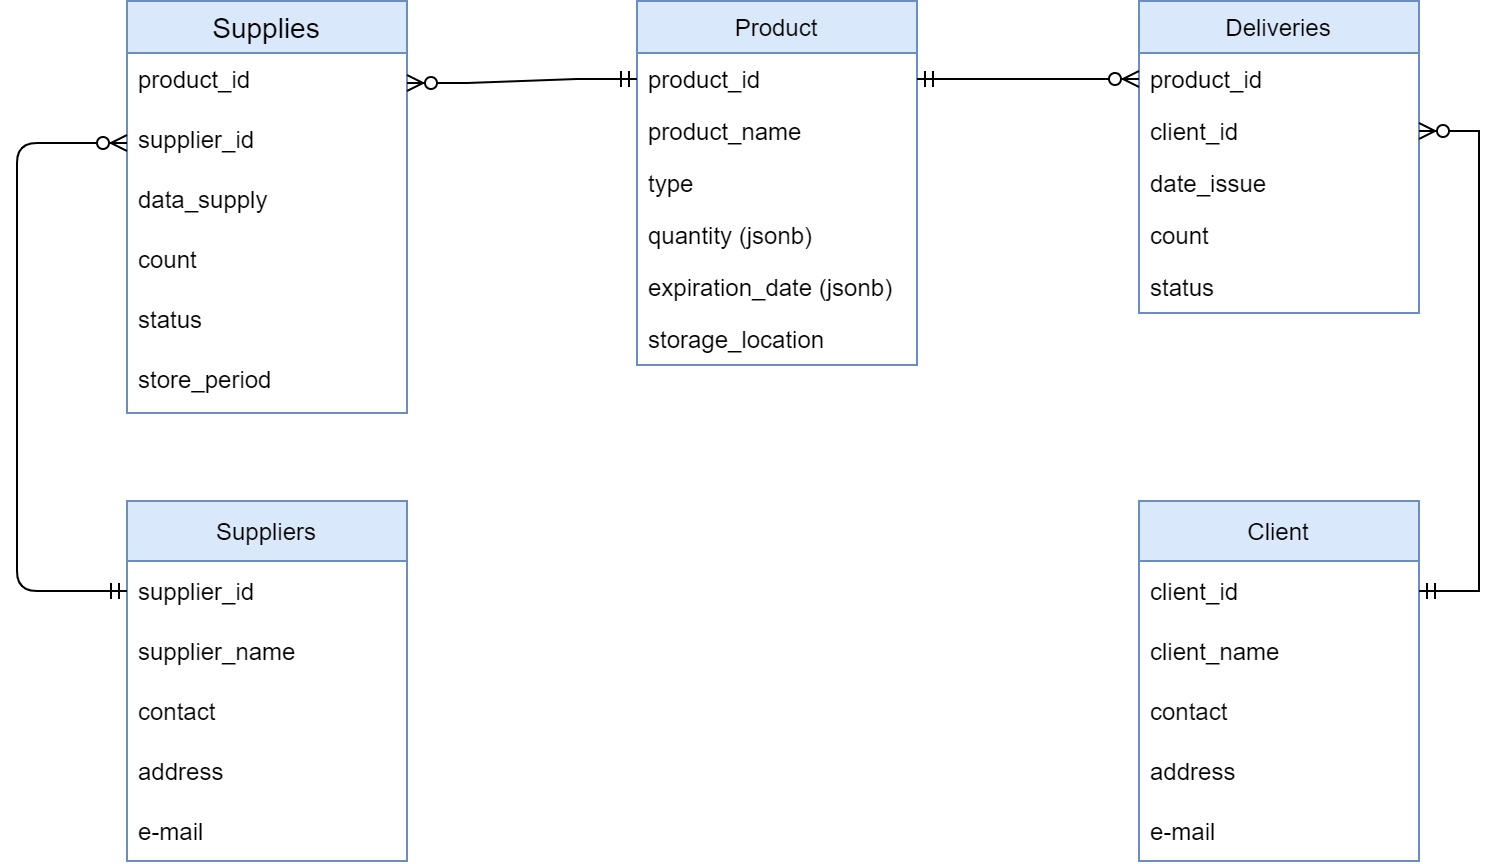 Supplies
product_id
supplier_id
data_supply
count
status
store_period
Product
product_id
product_name
type
quantity (jsonb)
expiration_date (jsonb)
storage_location
Deliveries
product_id
client_id
date_issue
count
status
Suppliers
supplier_id
supplier_name
contact
address
e-mail
Client
client_id
client_name
contact
address
e-mail